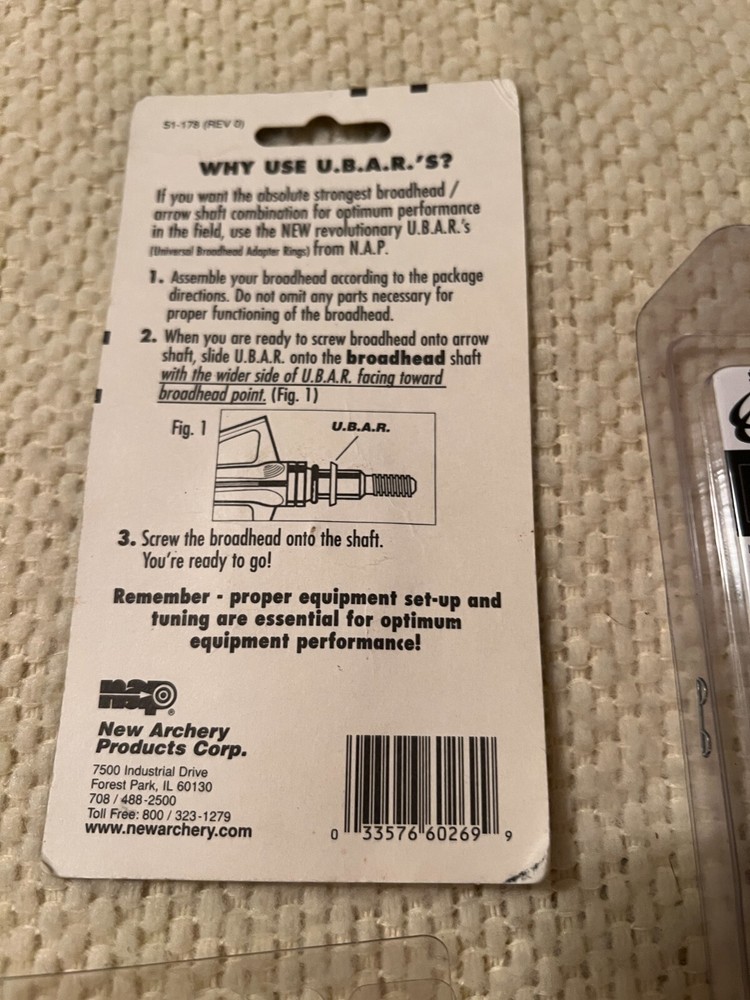 51-178 (REV 0)
WHY USE U.B.A.R.'S?
If you want the absolute strongest broadhead /
arrow shaft combination for optimum performance
in the field, use the NEW revolutionary U.B.A.R.'s
(Universal Broadhead Adapter Rings) from N.A.P.
1. Assemble your broadhead according to the package
directions. Do not omit any parts necessary for
proper functioning of the broadhead.
2. When you are ready to screw broadhead onto arrow
shaft, slide U.B.A.R. onto the broadhead shaft
with the wider side of U.B.A.R. facing toward
broadhead point. (Fig. 1)
Fig. 1
U.B.A.R.
3. Screw the broadhead onto the shaft.
You're ready to go!
Remember - proper equipment set-up and
tuning are essential for optimum
equipment performance!
nap®
New Archery
Products Corp.
7500 Industrial Drive
Forest Park, IL 60130
708 / 488-2500
Toll Free: 800 / 323-1279
www.newarchery.com
0 33576 60269 9